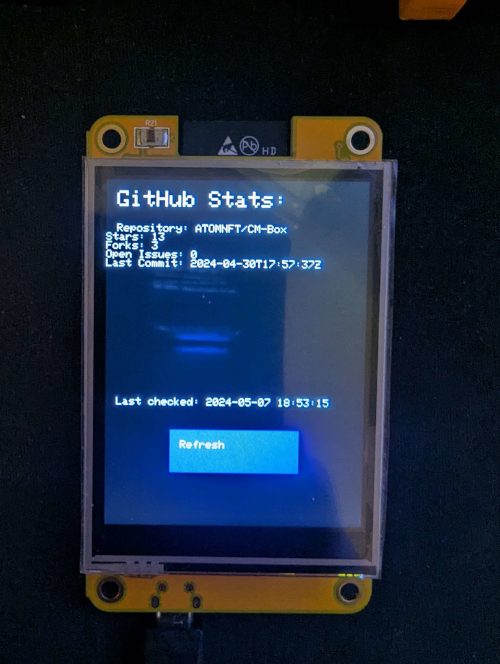 R21
Pb
HD
GitHub Stats:
Repository: ATOMNFT/CM-Box
Stars: 13
Forks: 3
Open Issues: 0
Last Commit: 2024-04-30T17:57:37Z
Last checked: 2024-05-07 18:53:15
Refresh